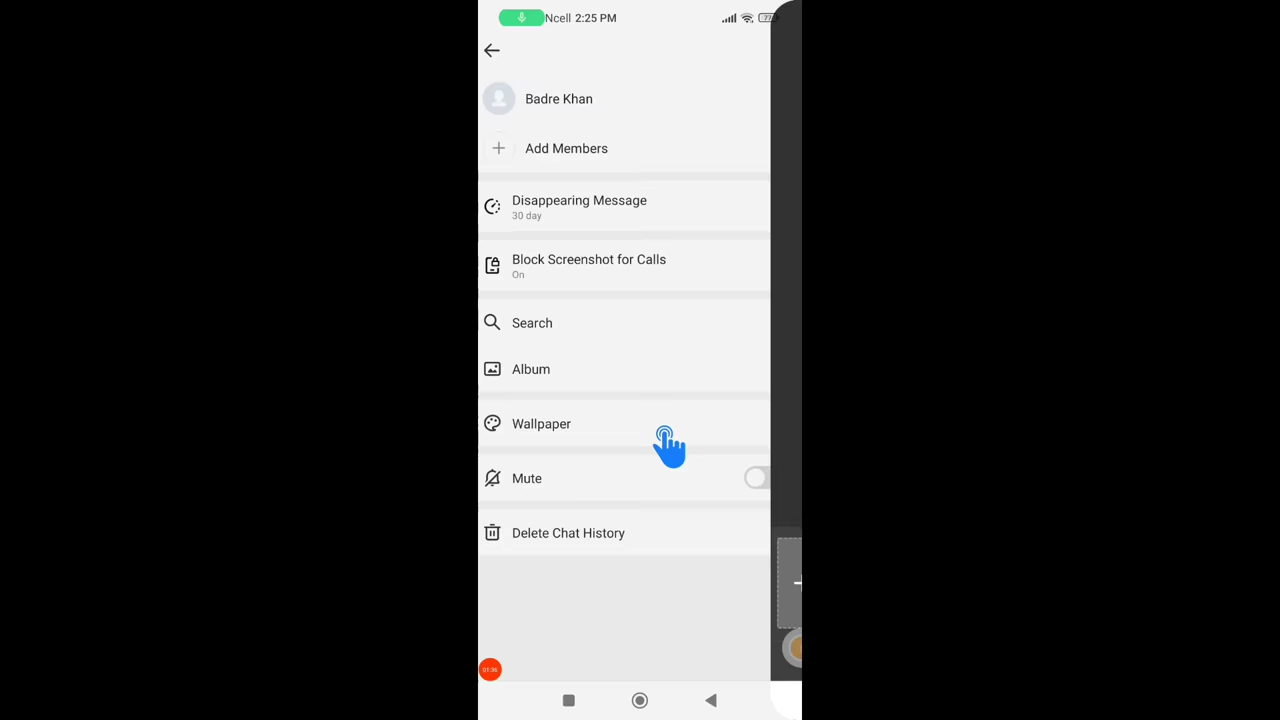 Ncell 2:25 PM 77
Badre Khan
Add Members
Disappearing Message
30 day
Block Screenshot for Calls
On
Search
Album
Wallpaper
Mute
Delete Chat History